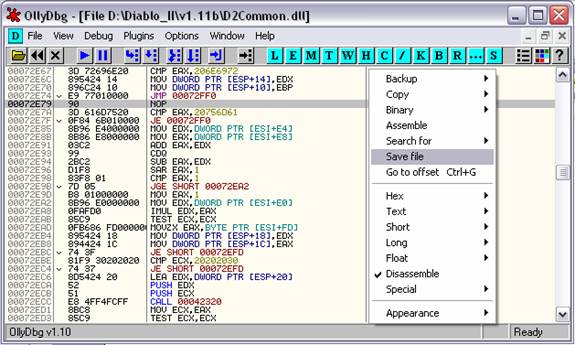 OllyDbg - [File D:\Diablo_II\v1.11b\D2Common.dll]
D File View Debug Plugins Options Window Help
L E M T W H C / K B R ... S ?
00072E67 3D 72696E20 CMP EAX,206E6972
00072E6C 895424 14 MOV DWORD PTR [ESP+14],EDX
00072E70 896C24 10 MOV DWORD PTR [ESP+10],EBP
00072E74 E9 77010000 JMP 00072FF0
00072E79 90 NOP
00072E7A 3D 616D7520 CMP EAX,20756D61
00072E7F 0F84 6B010000 JE 00072FF0
00072E85 8B96 E4000000 MOV EDX,DWORD PTR [ESI+E4]
00072E8B 8B86 E8000000 MOV EAX,DWORD PTR [ESI+E8]
00072E91 03C2 ADD EAX,EDX
00072E93 99 CDQ
00072E94 2BC2 SUB EAX,EDX
00072E96 D1F8 SAR EAX,1
00072E98 83F8 01 CMP EAX,1
00072E9B 7D 05 JGE SHORT 00072EA2
00072E9D B8 01000000 MOV EAX,1
00072EA2 8B96 E0000000 MOV EDX,DWORD PTR [ESI+E0]
00072EA8 0FAFD0 IMUL EDX,EAX
00072EAB 85C9 TEST ECX,ECX
00072EAD 0FB686 FD000000 MOVZX EAX,BYTE PTR [ESI+FD]
00072EB4 895424 18 MOV DWORD PTR [ESP+18],EDX
00072EB8 894424 1C MOV DWORD PTR [ESP+1C],EAX
00072EBC 74 3F JE SHORT 00072EFD
00072EBE 81F9 30202020 CMP ECX,20202030
00072EC4 74 37 JE SHORT 00072EFD
00072EC6 8D5424 20 LEA EDX,DWORD PTR [ESP+20]
00072ECA 52 PUSH EDX
00072ECB 51 PUSH ECX
00072ECC E8 4FF4FCFF CALL 00042320
00072ED1 8BC8 MOV ECX,EAX
00072ED3 85C9 TEST ECX,ECX
Backup
Copy
Binary
Assemble
Search for
Save file
Go to offset Ctrl+G
Hex
Text
Short
Long
Float
Disassemble
Special
Appearance
OllyDbg v1.10 Ready